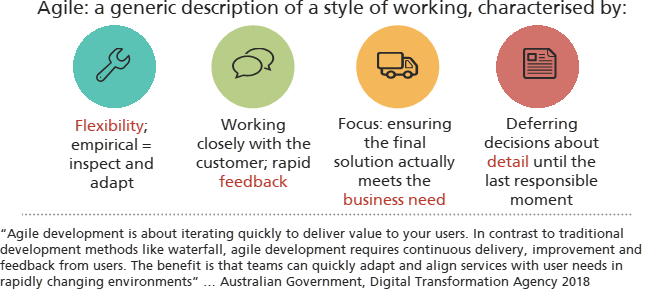 Agile: a generic description of a style of working, characterised by:
Flexibility;
empirical =
inspect and
adapt
Working
closely with the
customer; rapid
feedback
Focus: ensuring
the final
solution actually
meets the
business need
Deferring
decisions about
detail until the
last responsible
moment
“Agile development is about iterating quickly to deliver value to your users. In contrast to traditional
development methods like waterfall, agile development requires continuous delivery, improvement and
feedback from users. The benefit is that teams can quickly adapt and align services with user needs in
rapidly changing environments” … Australian Government, Digital Transformation Agency 2018